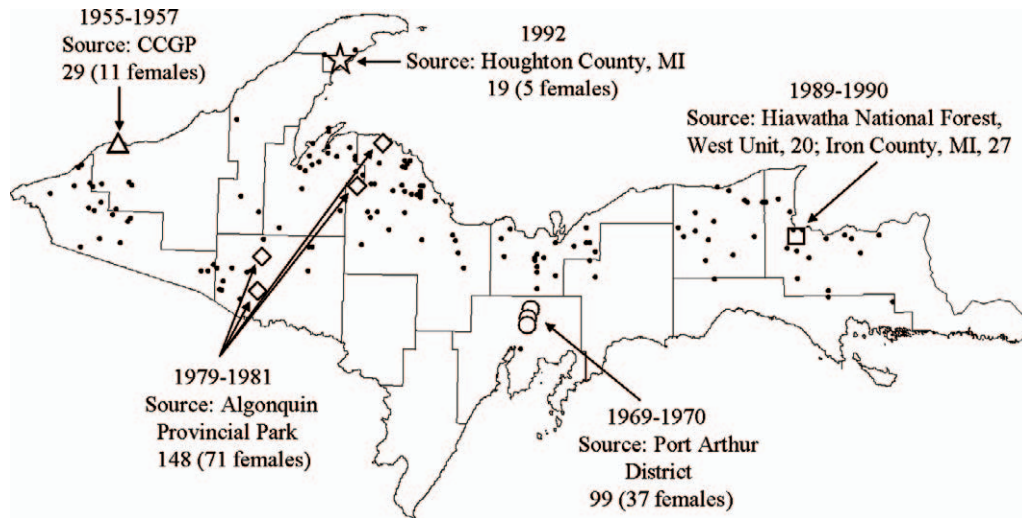 1955-1957
Source: CCGP
29 (11 females)
1992
Source: Houghton County, MI
19 (5 females)
1989-1990
Source: Hiawatha National Forest,
West Unit, 20; Iron County, MI, 27
1979-1981
Source: Algonquin
Provincial Park
148 (71 females)
1969-1970
Source: Port Arthur
District
99 (37 females)